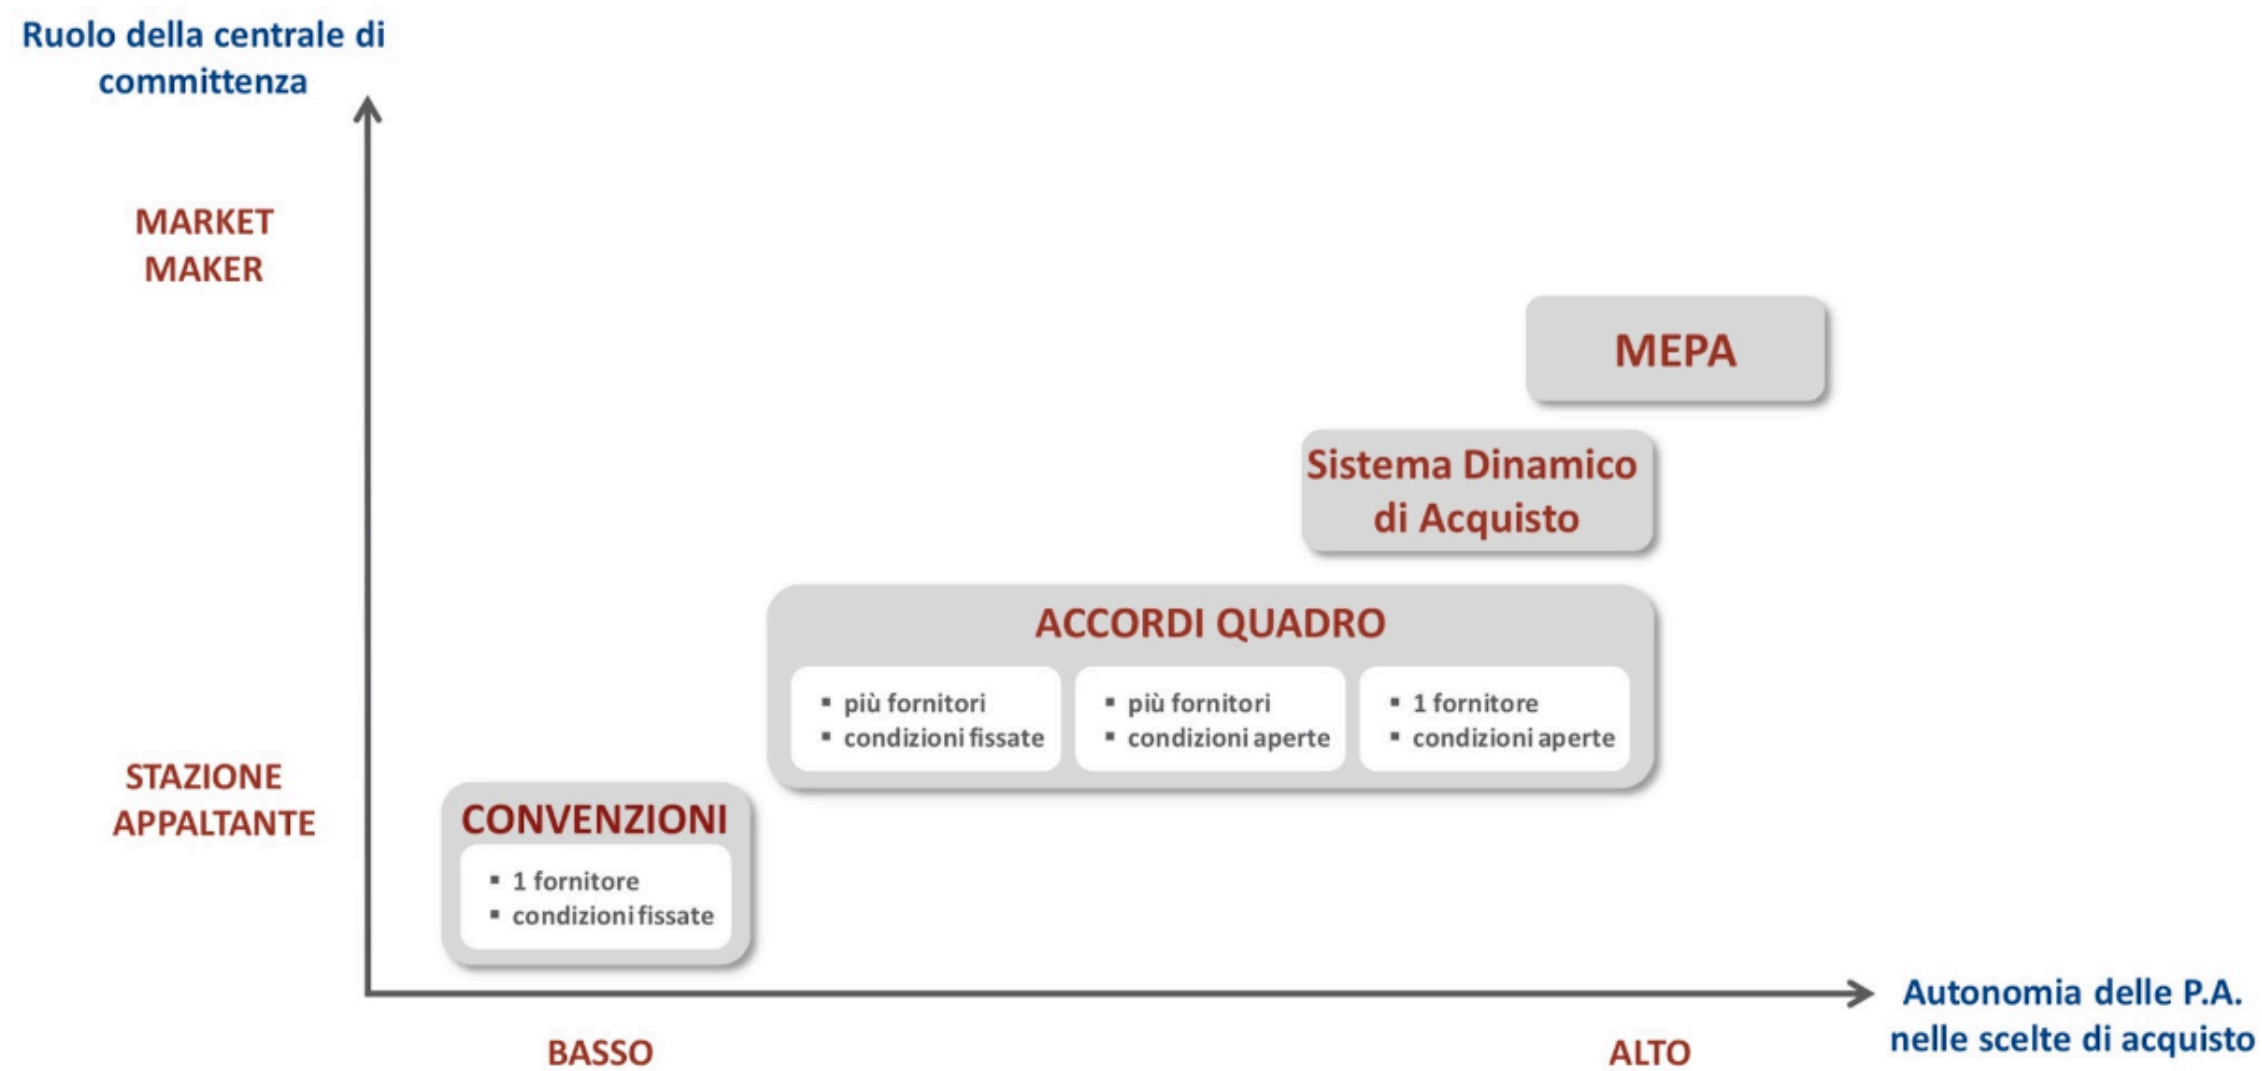 Ruolo della centrale di
committenza
MARKET
MAKER
MEPA
Sistema Dinamico
di Acquisto
ACCORDI QUADRO
▪ più fornitori
▪ condizioni fissate
▪ più fornitori
▪ condizioni aperte
▪ 1 fornitore
▪ condizioni aperte
STAZIONE
APPALTANTE
CONVENZIONI
▪ 1 fornitore
▪ condizioni fissate
BASSO
ALTO
Autonomia delle P.A.
nelle scelte di acquisto